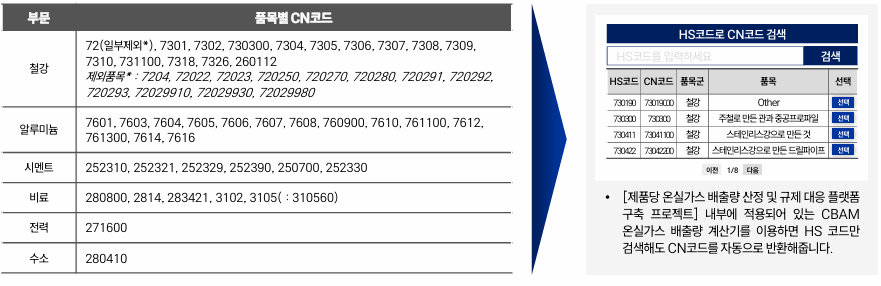 부문 품목별 CN코드
철강
72(일부제외*), 7301, 7302, 730300, 7304, 7305, 7306, 7307, 7308, 7309,
7310, 731100, 7318, 7326, 260112
제외품목* : 7204, 72022, 72023, 720250, 720270, 720280, 720291, 720292,
720293, 72029910, 72029930, 72029980
알루미늄
7601, 7603, 7604, 7605, 7606, 7607, 7608, 760900, 7610, 761100, 7612,
761300, 7614, 7616
시멘트 252310, 252321, 252329, 252390, 250700, 252330
비료 280800, 2814, 283421, 3102, 3105( : 310560)
전력 271600
수소 280410
HS코드로 CN코드 검색
HS코드를 입력하세요 검색
HS코드 CN코드 품목군 품목 선택
730190 73019000 철강 Other 선택
730300 730300 철강 주철로 만든 관과 중공프로파일 선택
730411 73041100 철강 스테인리스강으로 만든 것 선택
730422 73042200 철강 스테인리스강으로 만든 드릴파이프 선택
이전 1/8 다음
• [제품당 온실가스 배출량 산정 및 규제 대응 플랫폼
구축 프로젝트] 내부에 적용되어 있는 CBAM
온실가스 배출량 계산기를 이용하면 HS 코드만
검색해도 CN코드를 자동으로 반환해줍니다.